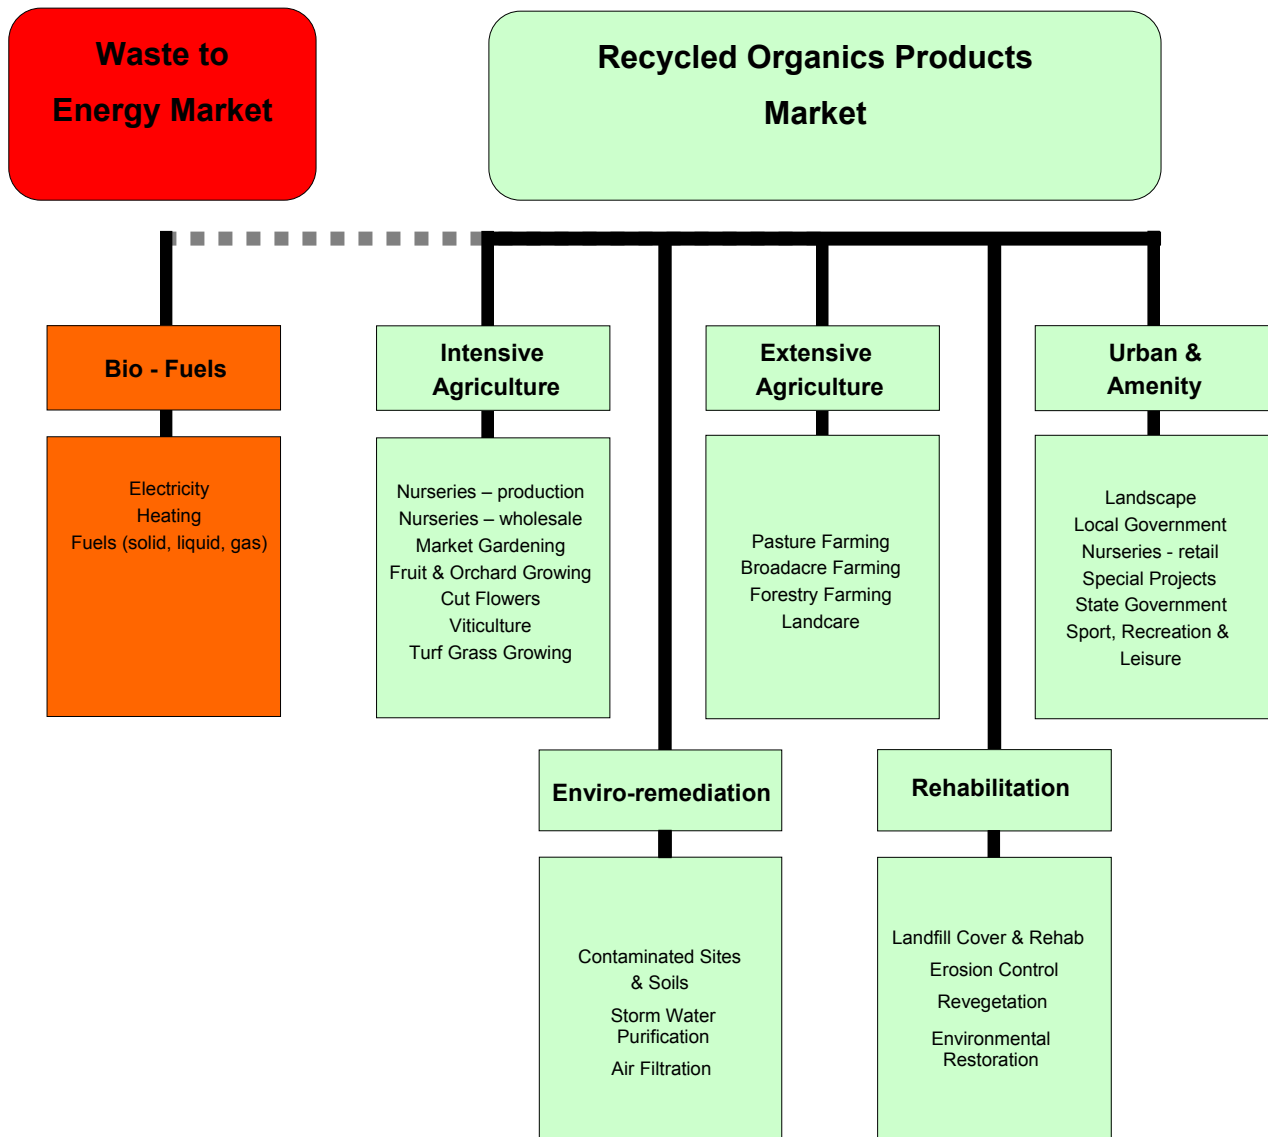 Waste to
Energy Market
Recycled Organics Products
Market
Bio - Fuels
Electricity
Heating
Fuels (solid, liquid, gas)
Intensive
Agriculture
Nurseries – production
Nurseries – wholesale
Market Gardening
Fruit & Orchard Growing
Cut Flowers
Viticulture
Turf Grass Growing
Extensive
Agriculture
Pasture Farming
Broadacre Farming
Forestry Farming
Landcare
Urban &
Amenity
Landscape
Local Government
Nurseries - retail
Special Projects
State Government
Sport, Recreation &
Leisure
Enviro-remediation
Contaminated Sites
& Soils
Storm Water
Purification
Air Filtration
Rehabilitation
Landfill Cover & Rehab
Erosion Control
Revegetation
Environmental
Restoration